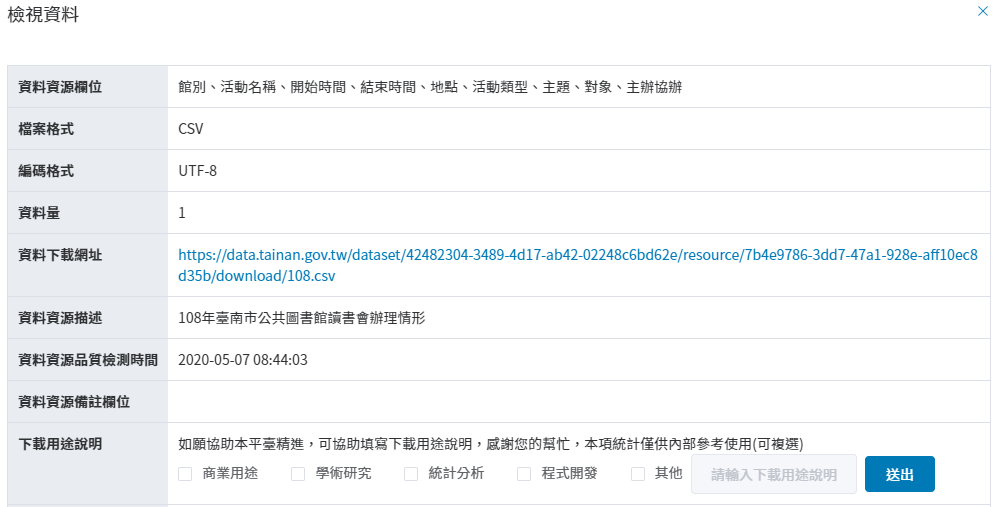 檢視資料
資料資源欄位 館別、活動名稱、開始時間、結束時間、地點、活動類型、主題、對象、主辦協辦
檔案格式 CSV
編碼格式 UTF-8
資料量 1
資料下載網址 https://data.tainan.gov.tw/dataset/42482304-3489-4d17-ab42-02248c6bd62e/resource/7b4e9786-3dd7-47a1-928e-aff10ec8
d35b/download/108.csv
資料資源描述 108年臺南市公共圖書館讀書會辦理情形
資料資源品質檢測時間 2020-05-07 08:44:03
資料資源備註欄位
下載用途說明 如願協助本平臺精進，可協助填寫下載用途說明，感謝您的幫忙，本項統計僅供內部參考使用(可複選)
商業用途 學術研究 統計分析 程式開發 其他 請輸入下載用途說明 送出